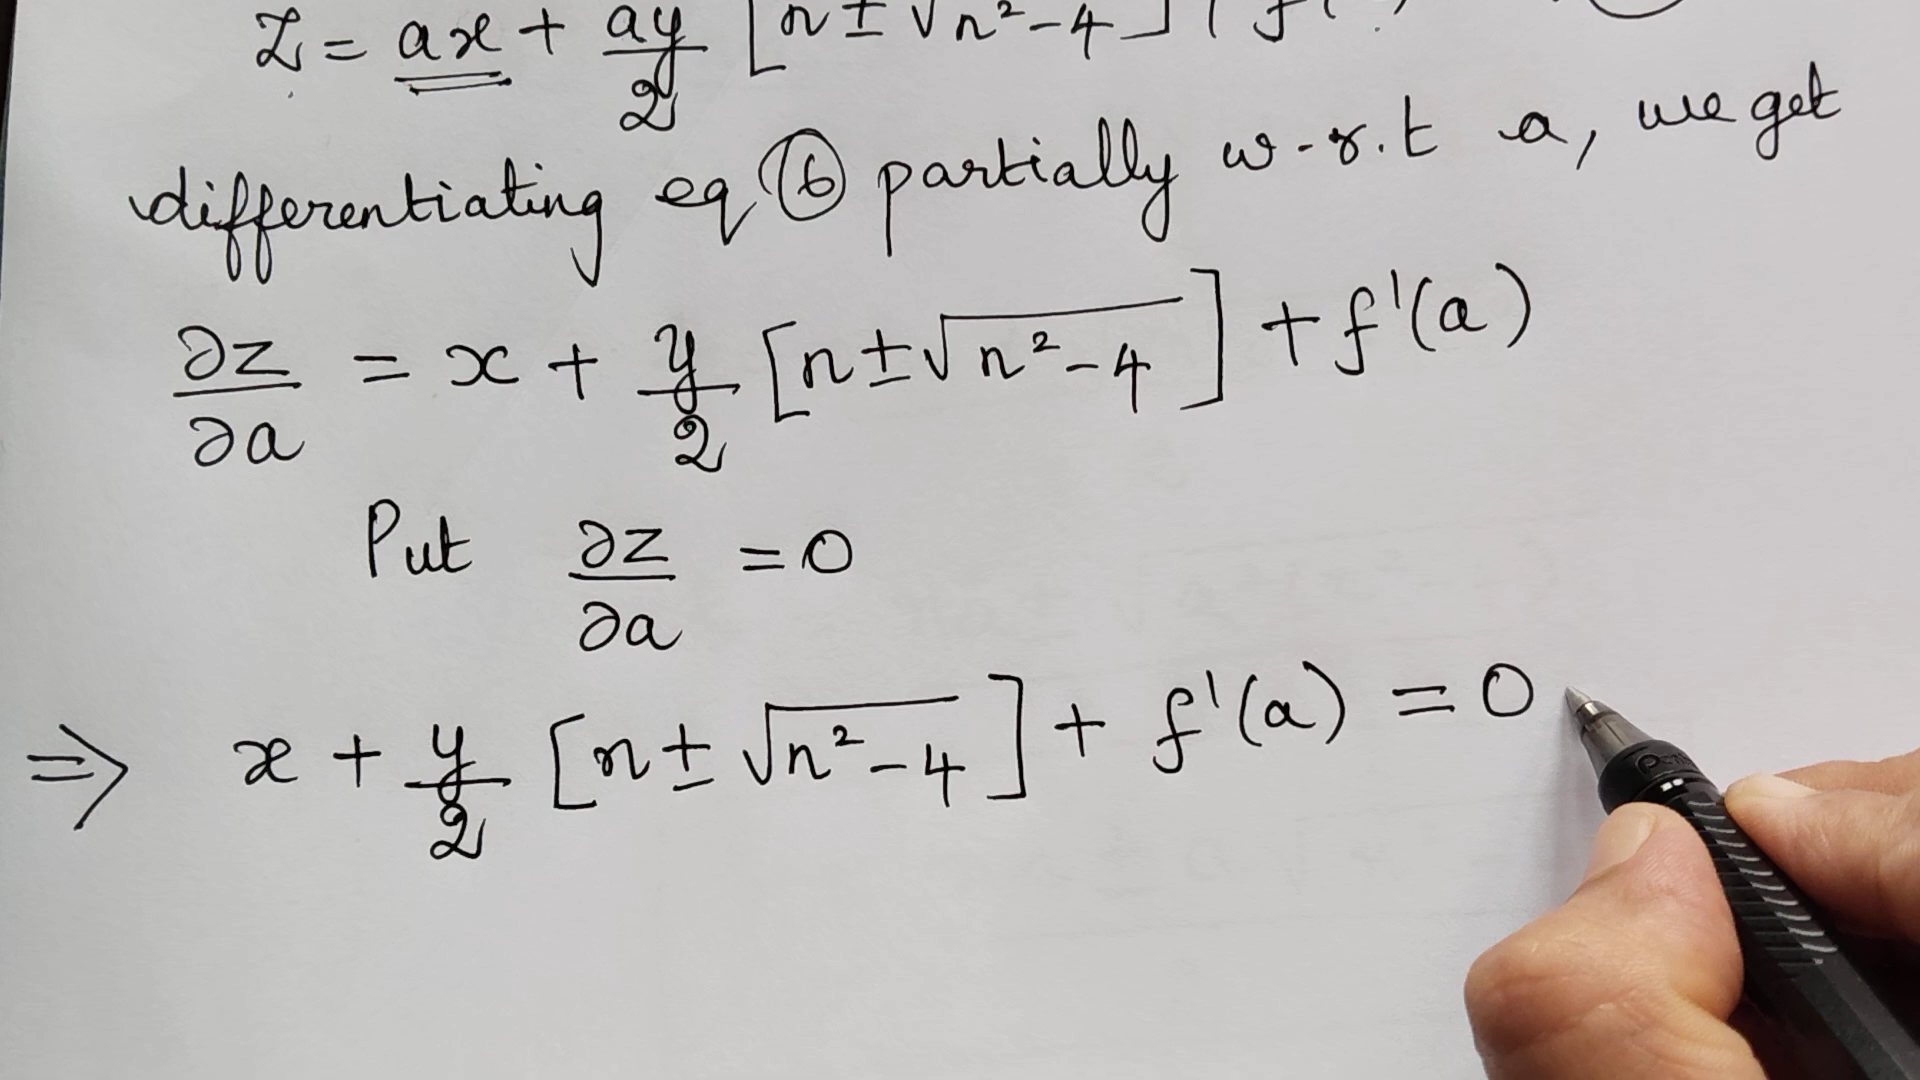 Z = ax + ay/2 [n ± √n²-4] + f(
differentiating eq ⑥ partially w.r.t a, we get
∂z/∂a = x + y/2 [n ± √n²-4] + f'(a)
Put ∂z/∂a = 0
⇒ x + y/2 [n ± √n²-4] + f'(a) = 0